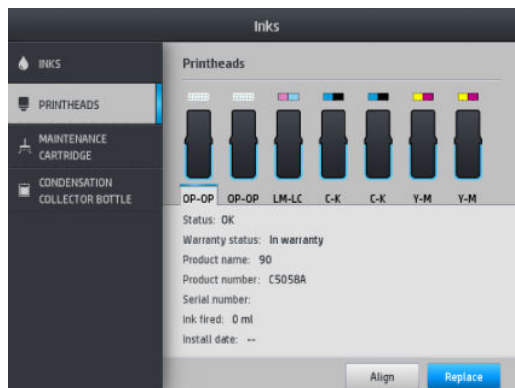 Inks
INKS
PRINTHEADS
MAINTENANCE
CARTRIDGE
CONDENSATION
COLLECTOR BOTTLE
Printheads
OP-OP OP-OP LM-LC C-K C-K Y-M Y-M
Status: OK
Warranty status: In warranty
Product name: 90
Product number: C5058A
Serial number:
Ink fired: 0 ml
Install date: --
Align Replace